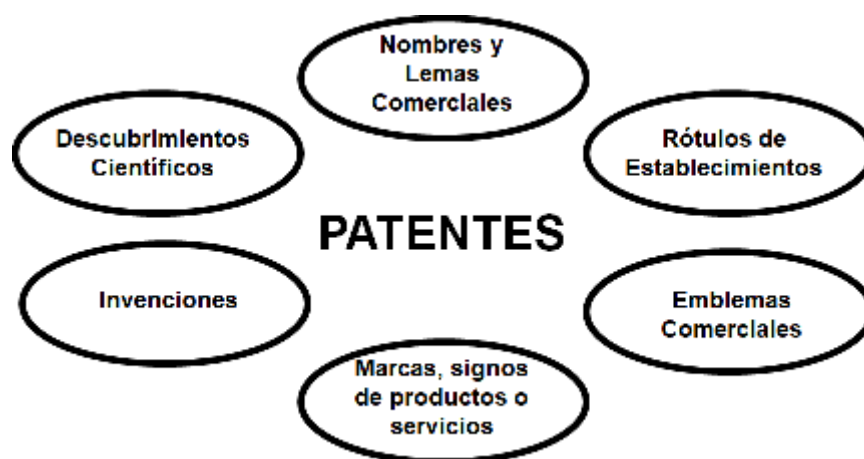 Nombres y
Lemas
Comerciales
Descubrimientos
Científicos
Rótulos de
Establecimientos
PATENTES
Invenciones
Emblemas
Comerciales
Marcas, signos
de productos o
servicios